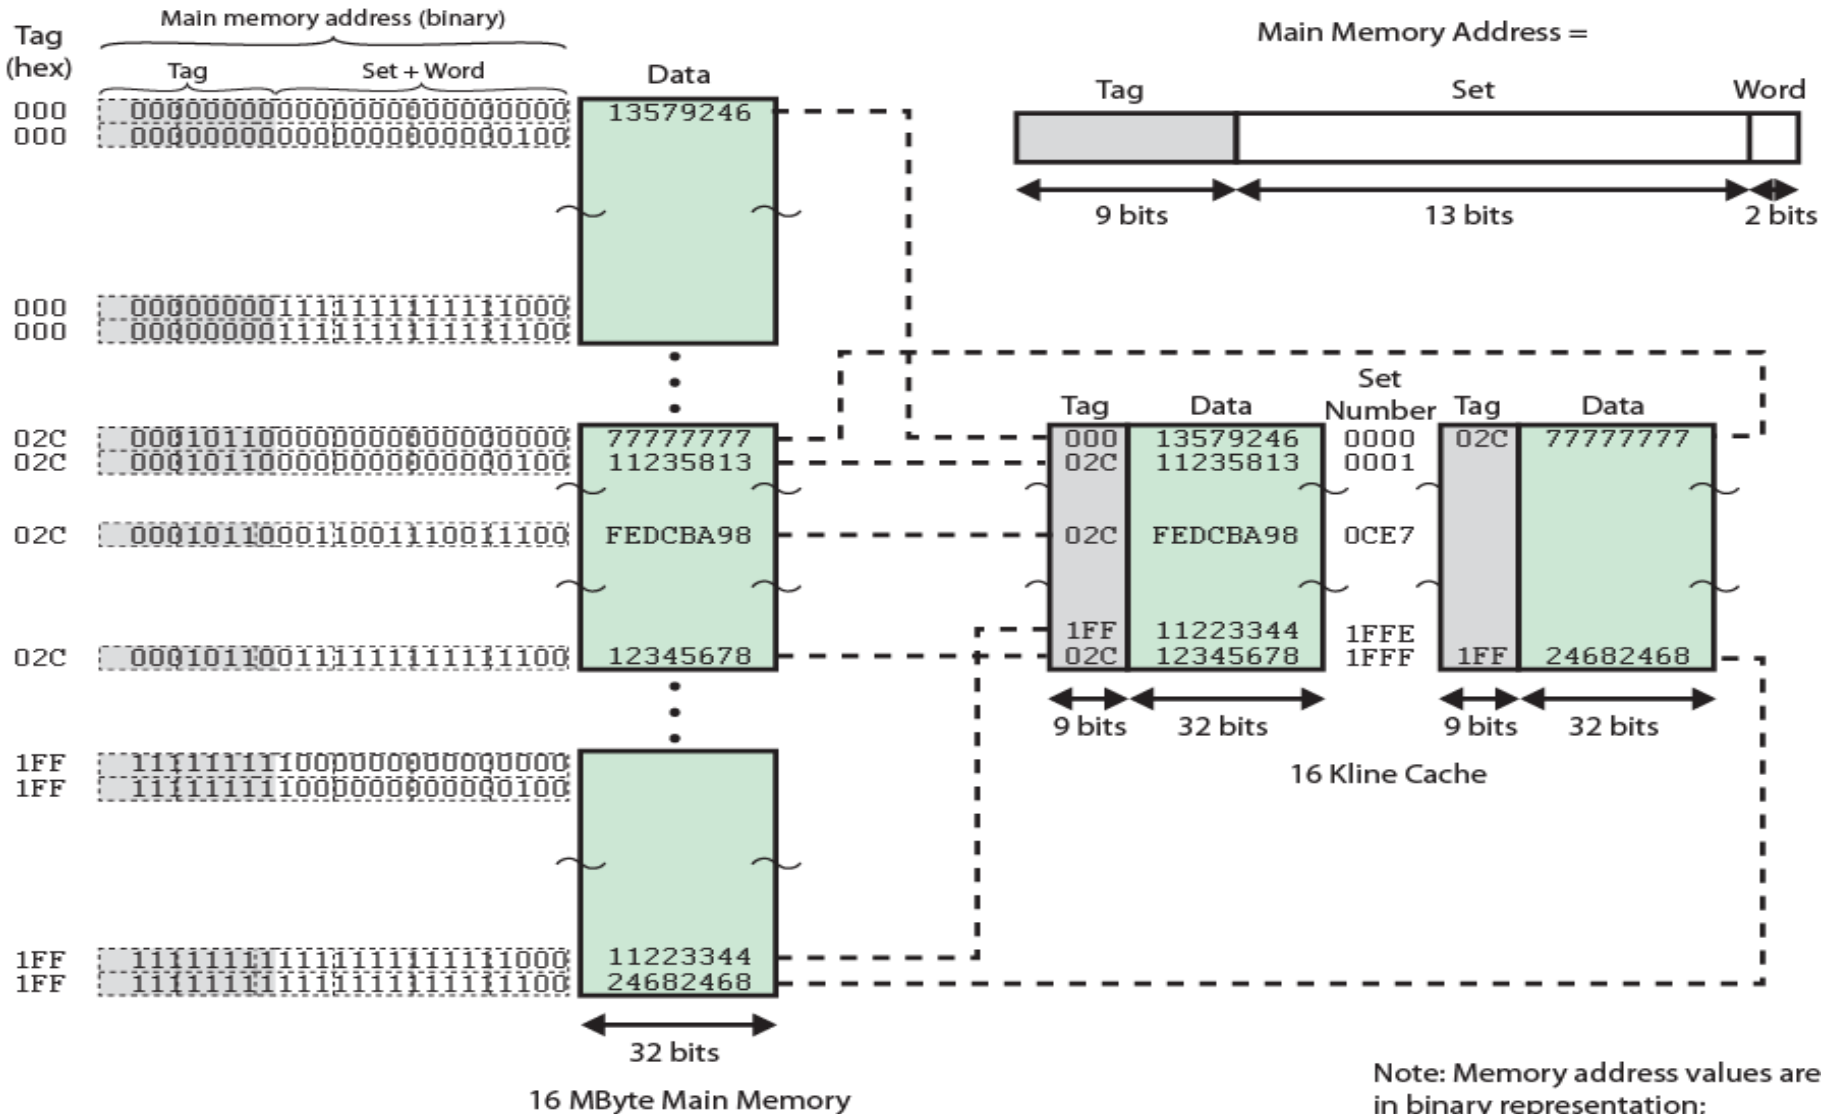 Main memory address (binary)
Tag
(hex)
Tag
Set + Word
Data
000 000000000000000000000000 13579246
000 000000000000000000000100
000 000000001111111111111000
000 000000001111111111111100
02C 000101100000000000000000 77777777
02C 000101100000000000000100 11235813
02C 000101100011001110011100 FEDCBA98
02C 000101100111111111111100 12345678
1FF 111111111000000000000000
1FF 111111111000000000000100
1FF 111111111111111111111000 11223344
1FF 111111111111111111111100 24682468
32 bits
16 MByte Main Memory
Main Memory Address =
Tag Set Word
9 bits 13 bits 2 bits
Set
Tag Data Number Tag Data
000 13579246 0000 02C 77777777
02C 11235813 0001
02C FEDCBA98 0CE7
1FF 11223344 1FFE
02C 12345678 1FFF 1FF 24682468
9 bits 32 bits 9 bits 32 bits
16 Kline Cache
Note: Memory address values are
in binary representation;